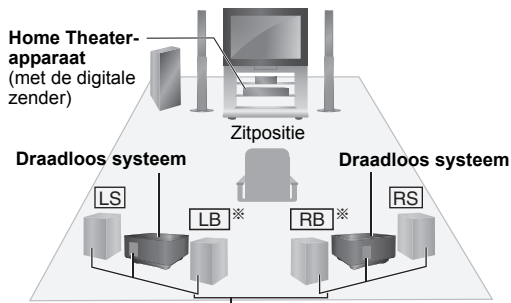 Home Theater-
apparaat
(met de digitale
zender)
Zitpositie
Draadloos systeem
Draadloos systeem
LS
LB※
RB※
RS